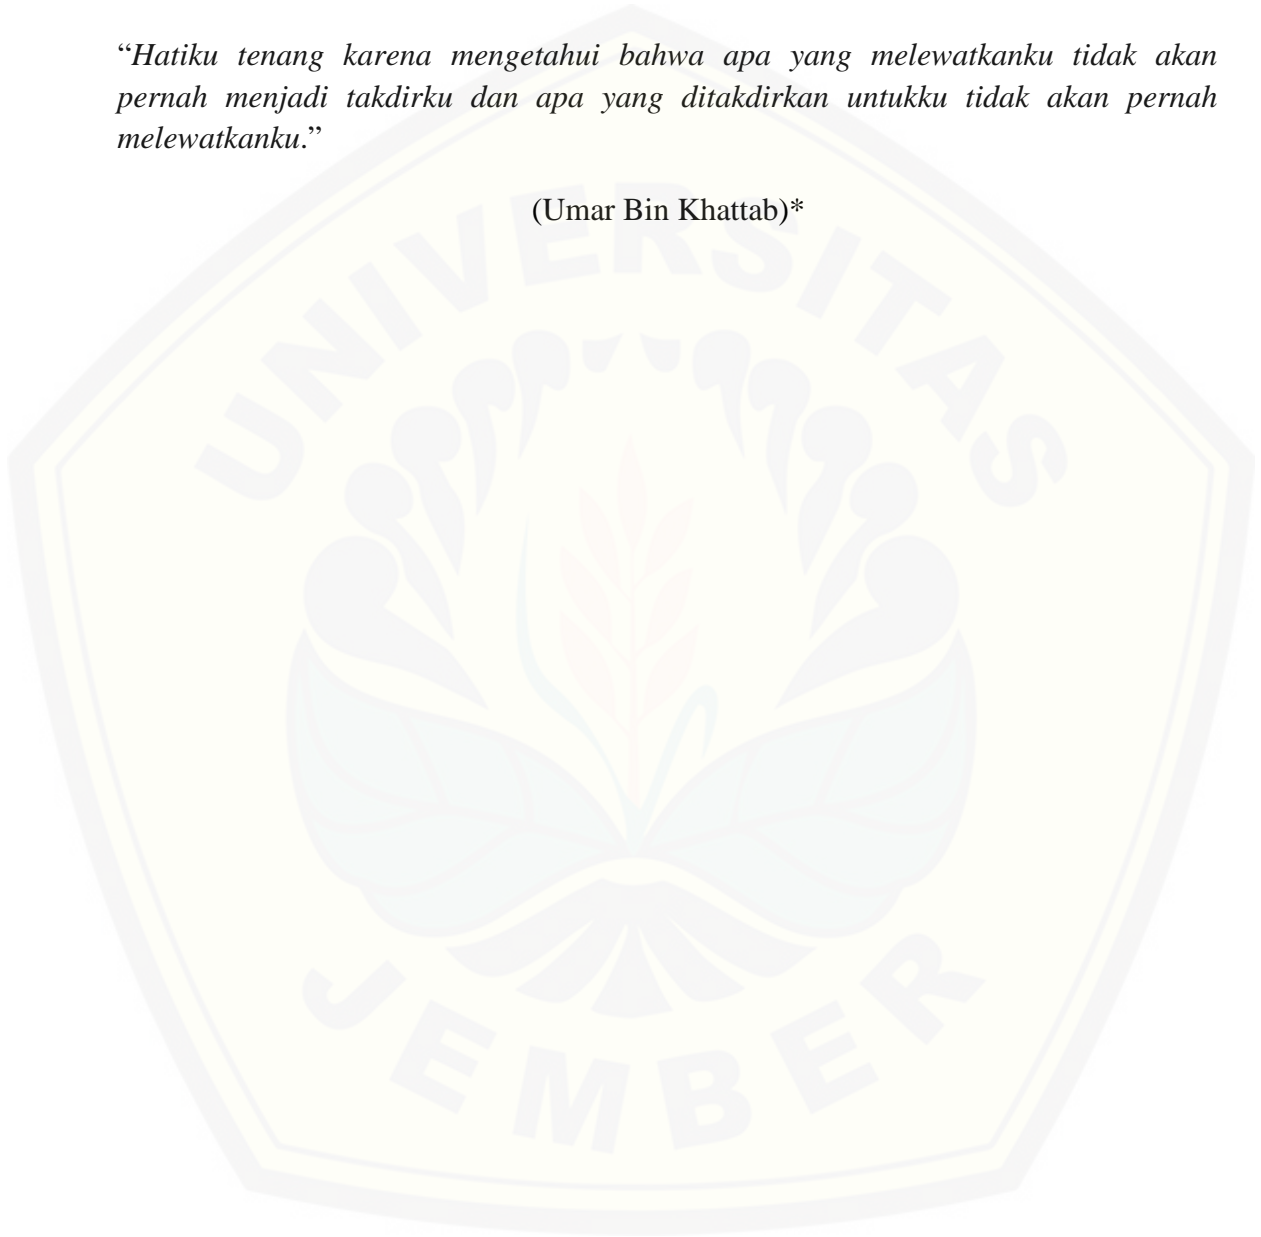 “Hatiku tenang karena mengetahui bahwa apa yang melewatkanku tidak akan
pernah menjadi takdirku dan apa yang ditakdirkan untukku tidak akan pernah
melewatkanku.”
(Umar Bin Khattab)*
UNIVERSITAS
JEMBER